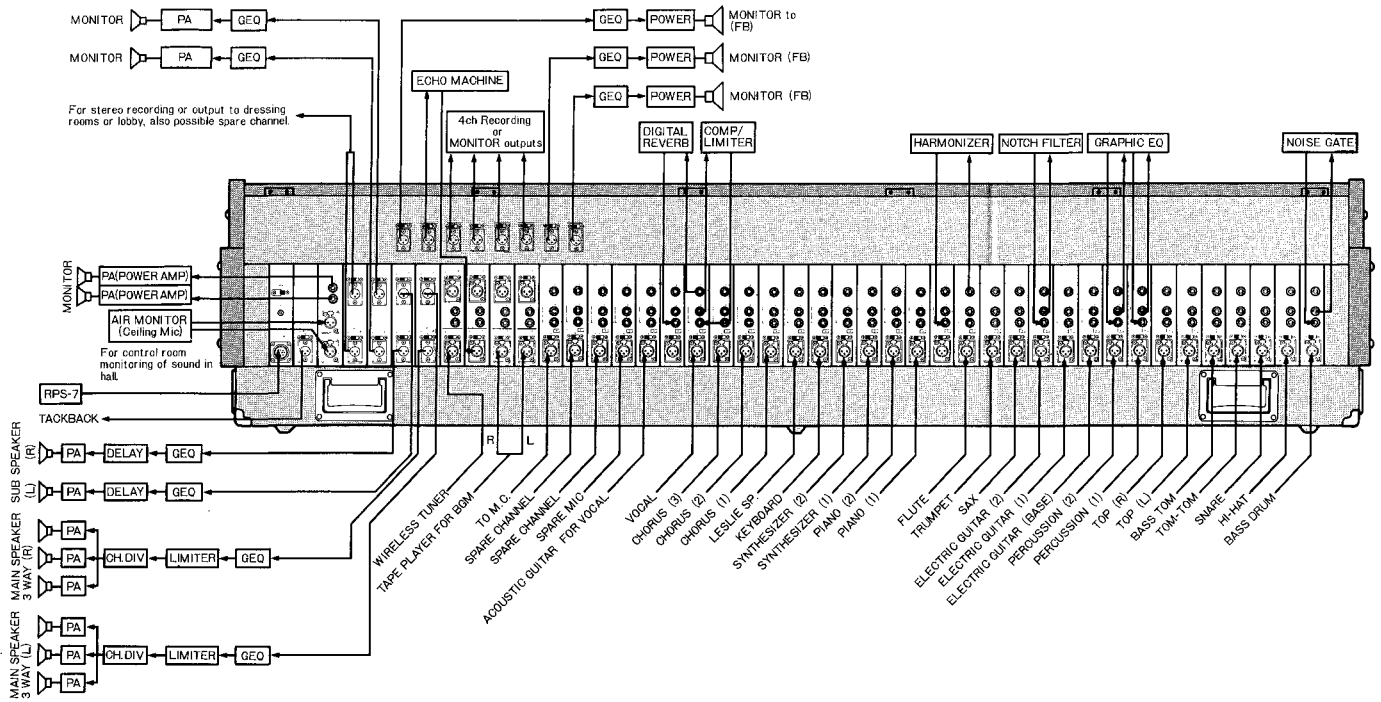 MONITOR
PA
GEQ
MONITOR
PA
GEQ
GEQ
POWER
MONITOR to
(FB)
GEQ
POWER
MONITOR (FB)
GEQ
POWER
MONITOR (FB)
ECHO MACHINE
For stereo recording or output to dressing
rooms or lobby, also possible spare channel.
4ch Recording
or
MONITOR outputs
DIGITAL
REVERB
COMP/
LIMITER
HARMONIZER
NOTCH FILTER
GRAPHIC EQ
NOISE GATE
MONITOR
PA(POWER AMP)
PA(POWER AMP)
AIR MONITOR
(Ceiling Mic)
For control room
monitoring of sound in
hall.
RPS-7
TACKBACK
SUB SPEAKER
(R)
PA
DELAY
GEQ
(L)
PA
DELAY
GEQ
MAIN SPEAKER
3 WAY (R)
PA
PA
PA
CH.DIV
LIMITER
GEQ
MAIN SPEAKER
3 WAY (L)
PA
PA
PA
CH.DIV
LIMITER
GEQ
R
L
WIRELESS TUNER
TAPE PLAYER FOR BGM
TO M.C.
SPARE CHANNEL
SPARE CHANNEL
SPARE MIC
ACOUSTIC GUITAR FOR VOCAL
VOCAL
CHORUS (3)
CHORUS (2)
CHORUS (1)
LESLIE SP.
KEYBOARD
SYNTHESIZER (2)
SYNTHESIZER (1)
PIANO (2)
PIANO (1)
FLUTE
TRUMPET
SAX
ELECTRIC GUITAR (2)
ELECTRIC GUITAR (1)
ELECTRIC GUITAR (BASE)
PERCUSSION (2)
PERCUSSION (1)
TOP (R)
TOP (L)
BASS TOM
TOM-TOM
SNARE
HI-HAT
BASS DRUM